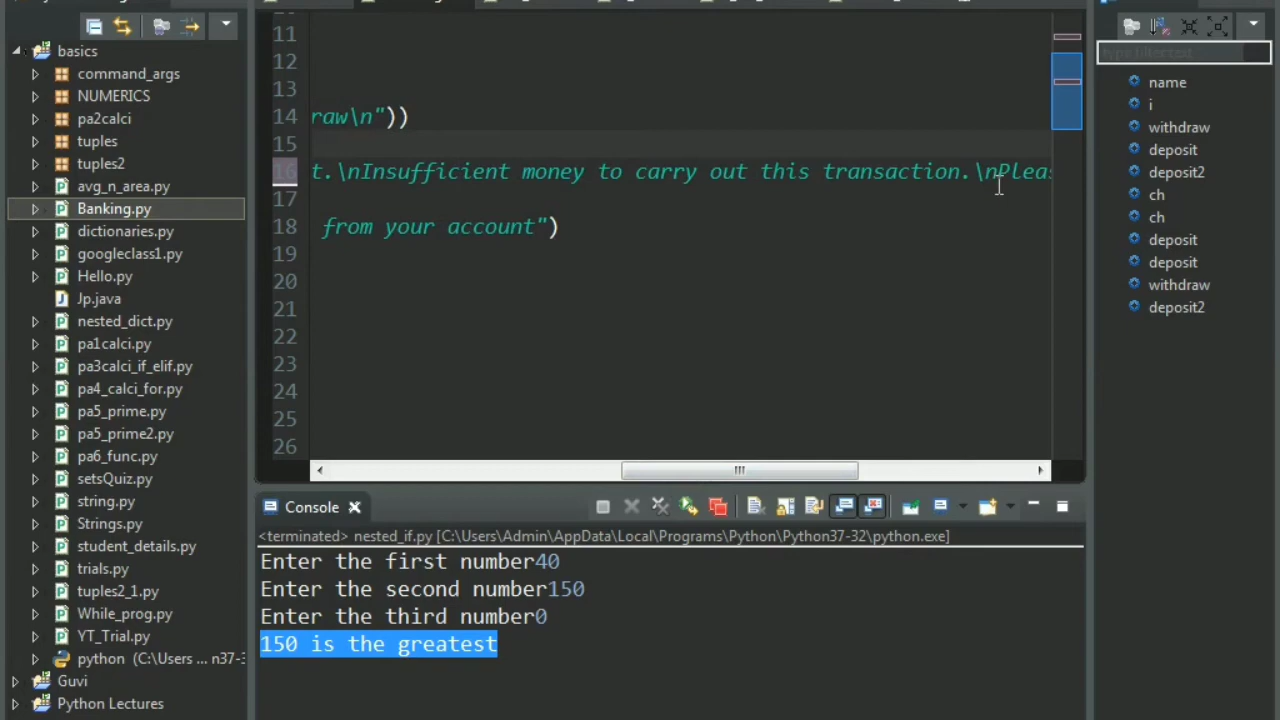 basics
command_args
NUMERICS
pa2calci
tuples
tuples2
avg_n_area.py
Banking.py
dictionaries.py
googleclass1.py
Hello.py
Jp.java
nested_dict.py
pa1calci.py
pa3calci_if_elif.py
pa4_calci_for.py
pa5_prime.py
pa5_prime2.py
pa6_func.py
setsQuiz.py
string.py
Strings.py
student_details.py
trials.py
tuples2_1.py
While_prog.py
YT_Trial.py
python (C:\Users ... n37-3
Guvi
Python Lectures
11
12
13
14 raw\n"))
15
16 t.\nInsufficient money to carry out this transaction.\nPleas
17
18 from your account")
19
20
21
22
23
24
25
26
Console
<terminated> nested_if.py [C:\Users\Admin\AppData\Local\Programs\Python\Python37-32\python.exe]
Enter the first number40
Enter the second number150
Enter the third number0
150 is the greatest
type filter text
name
i
withdraw
deposit
deposit2
ch
ch
deposit
deposit
withdraw
deposit2